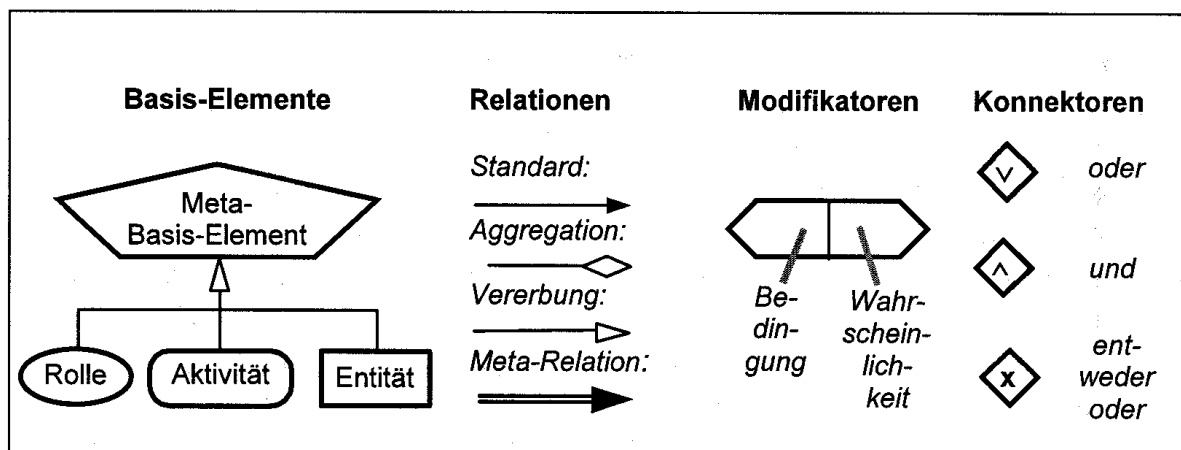 Basis-Elemente
Meta-
Basis-Element
Rolle
Aktivität
Entität
Relationen
Standard:
Aggregation:
Vererbung:
Meta-Relation:
Modifikatoren
Be-
din-
gung
Wahr-
schein-
lich-
keit
Konnektoren
v
oder
^
und
x
ent-
weder
oder